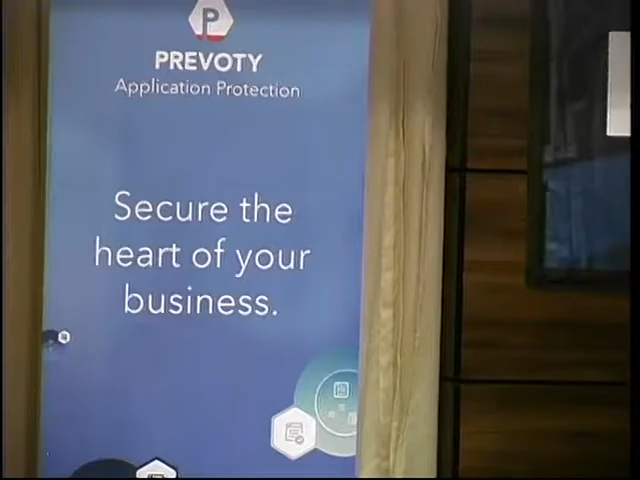 P
PREVOTY
Application Protection
Secure the
heart of your
business.